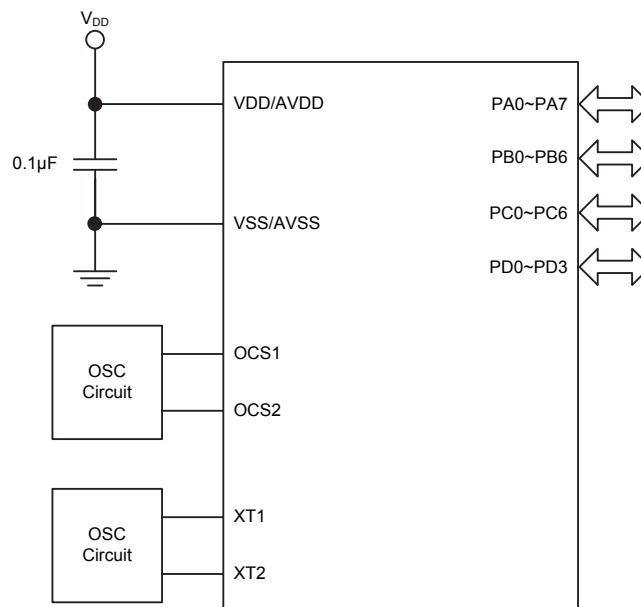 VDD
VDD/AVDD
PA0~PA7
0.1µF
PB0~PB6
PC0~PC6
VSS/AVSS
PD0~PD3
OSC
Circuit
OCS1
OCS2
OSC
Circuit
XT1
XT2